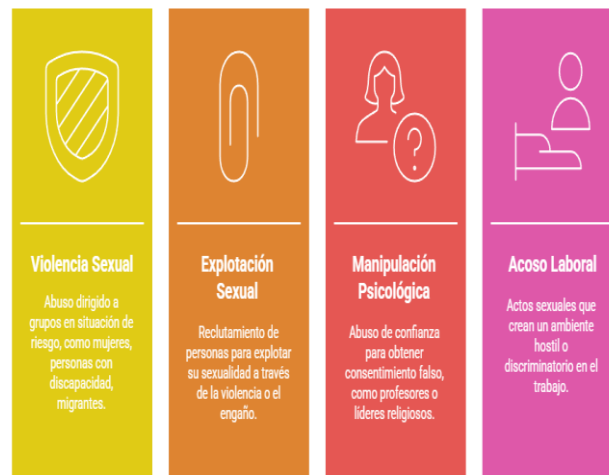 Violencia Sexual
Abuso dirigido a
grupos en situación de
riesgo, como mujeres,
personas con
discapacidad,
migrantes.
Explotación
Sexual
Reclutamiento de
personas para explotar
su sexualidad a través
de la violencia o el
engaño.
Manipulación
Psicológica
Abuso de confianza
para obtener
consentimiento falso,
como profesores o
líderes religiosos.
Acoso Laboral
Actos sexuales que
crean un ambiente
hostil o
discriminatorio en el
trabajo.
?